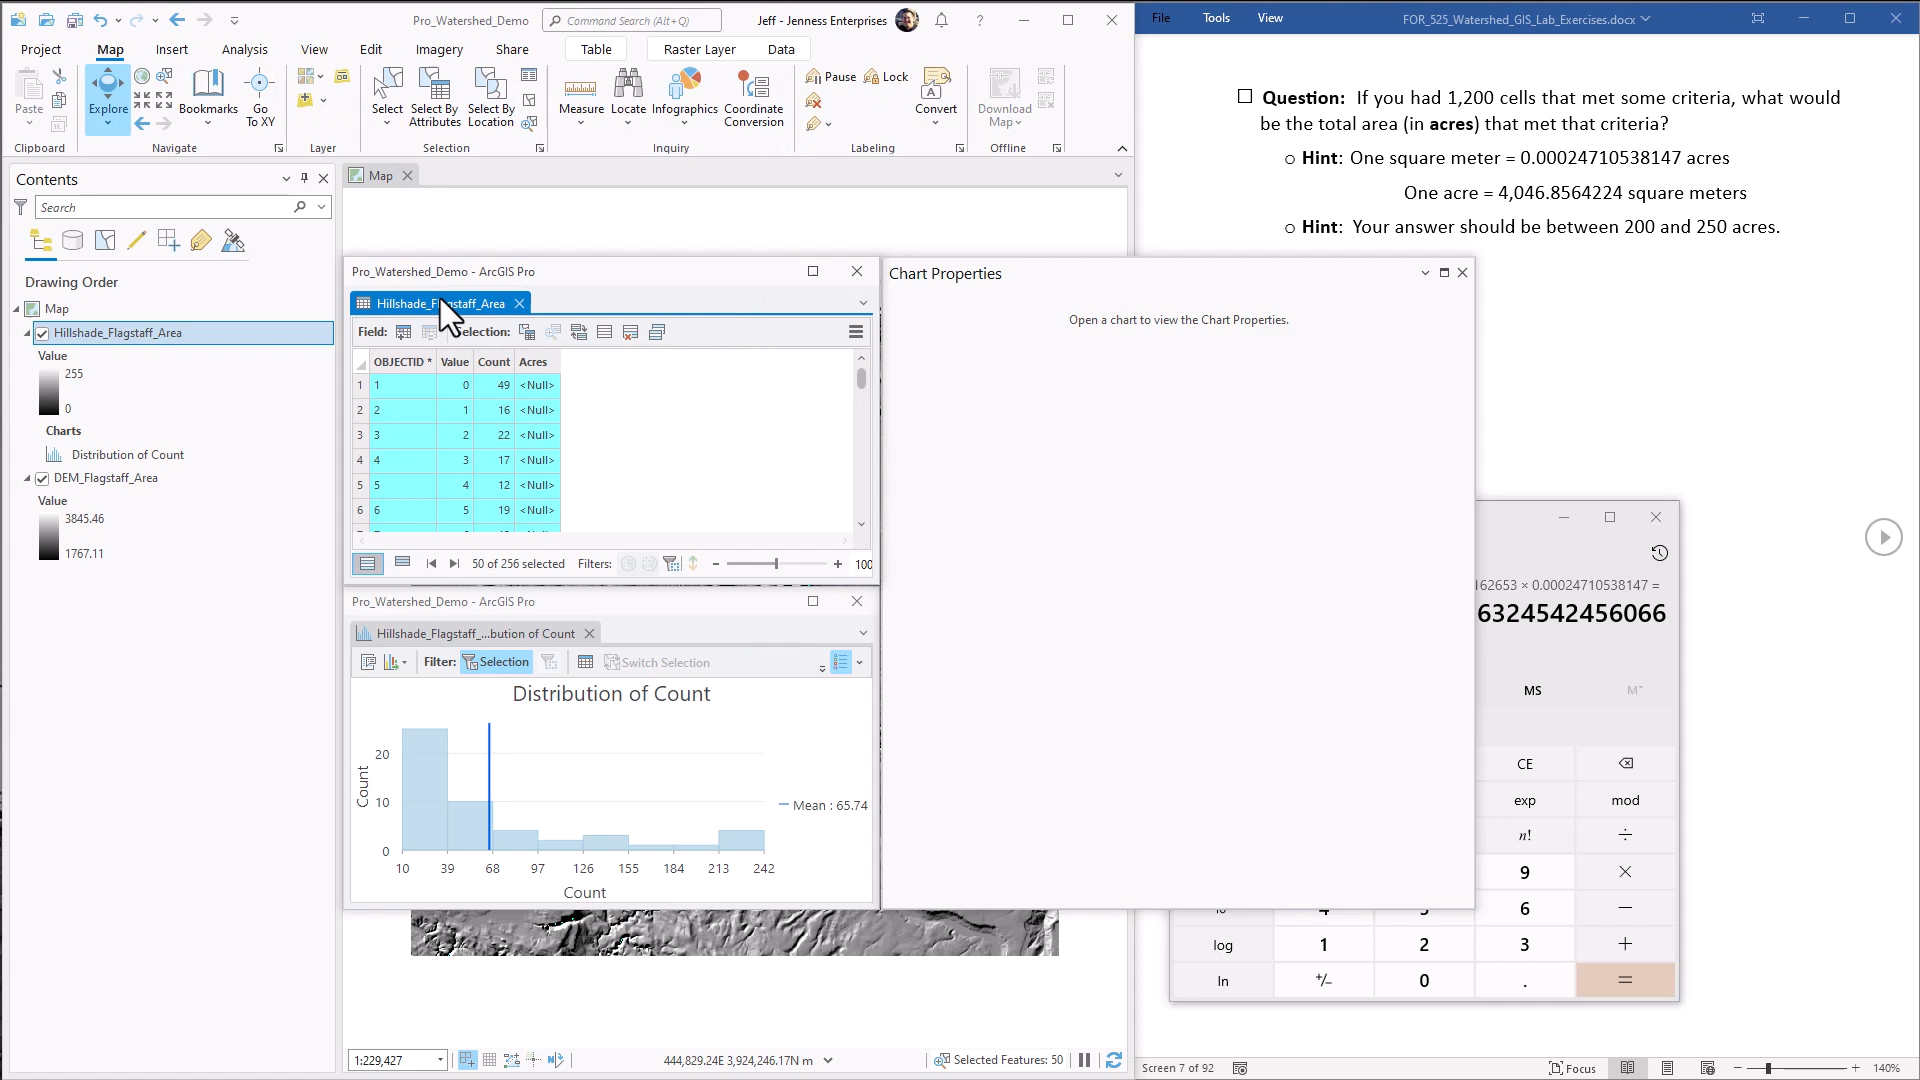 Pro_Watershed_Demo
Command Search (Alt+Q)
Jeff - Jenness Enterprises
?
Project
Map
Insert
Analysis
View
Edit
Imagery
Share
Table
Raster Layer
Data
Paste
Explore
Bookmarks
Go To XY
Select
Select By Attributes
Select By Location
Measure
Locate
Infographics
Coordinate Conversion
Pause
Lock
Convert
Download Map
Clipboard
Navigate
Layer
Selection
Inquiry
Labeling
Offline
Contents
Search
Drawing Order
Map
Hillshade_Flagstaff_Area
Value
255
0
Charts
Distribution of Count
DEM_Flagstaff_Area
Value
3845.46
1767.11
Map
Pro_Watershed_Demo - ArcGIS Pro
Hillshade_Flagstaff_Area
Field:
Selection:
OBJECTID * Value Count Acres
1 1 0 49 <Null>
2 2 1 16 <Null>
3 3 2 22 <Null>
4 4 3 17 <Null>
5 5 4 12 <Null>
6 6 5 19 <Null>
50 of 256 selected
Filters:
- + 100
Pro_Watershed_Demo - ArcGIS Pro
Hillshade_Flagstaff_...bution of Count
Filter: Selection
Switch Selection
Distribution of Count
Count
20
10
0
10 39 68 97 126 155 184 213 242
Count
Mean : 65.74
1:229,427
444,829.24E 3,924,246.17N m
Selected Features: 50
Chart Properties
Open a chart to view the Chart Properties.
File Tools View
FOR_525_Watershed_GIS_Lab_Exercises.docx
Question: If you had 1,200 cells that met some criteria, what would
be the total area (in acres) that met that criteria?
o Hint: One square meter = 0.00024710538147 acres
One acre = 4,046.8564224 square meters
o Hint: Your answer should be between 200 and 250 acres.
162653 × 0.00024710538147 =
6324542456066
MS
CE
exp mod
n! ÷
9 ×
6 −
log 1 2 3 +
ln +/− 0 . =
Screen 7 of 92
Focus
- + 140%